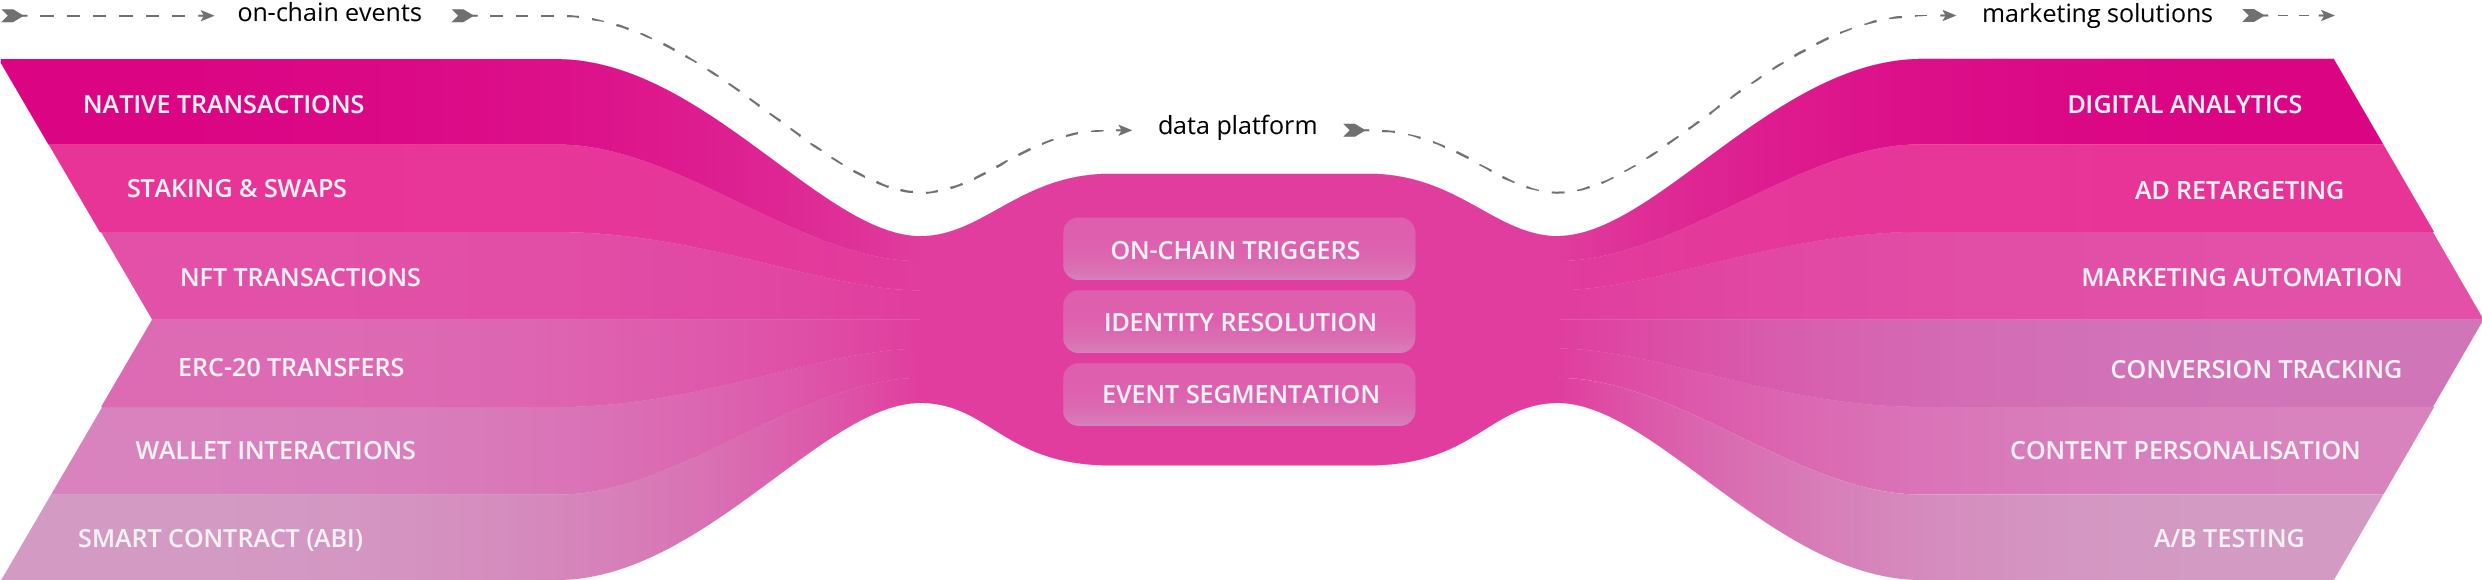 on-chain events
marketing solutions
data platform
NATIVE TRANSACTIONS
STAKING & SWAPS
NFT TRANSACTIONS
ERC-20 TRANSFERS
WALLET INTERACTIONS
SMART CONTRACT (ABI)
ON-CHAIN TRIGGERS
IDENTITY RESOLUTION
EVENT SEGMENTATION
DIGITAL ANALYTICS
AD RETARGETING
MARKETING AUTOMATION
CONVERSION TRACKING
CONTENT PERSONALISATION
A/B TESTING